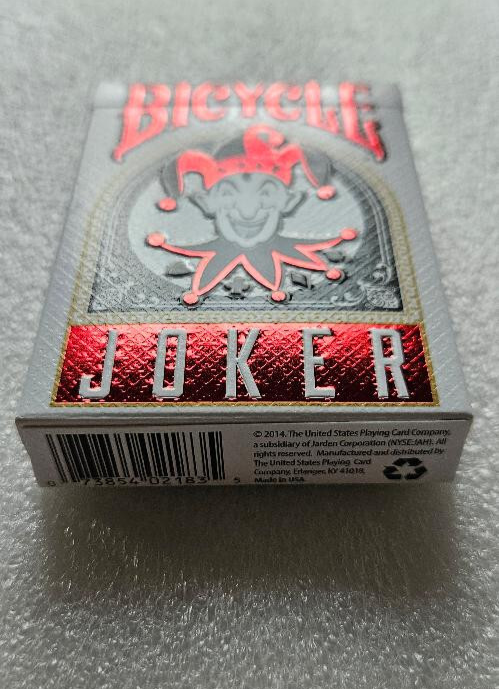 BICYCLE
JOKER
© 2014. The United States Playing Card Company,
a subsidiary of Jarden Corporation (NYSE:JAH). All
rights reserved. Manufactured and distributed by
The United States Playing Card
Company, Erlanger, KY 41018,
Made in USA
73854 02183 5